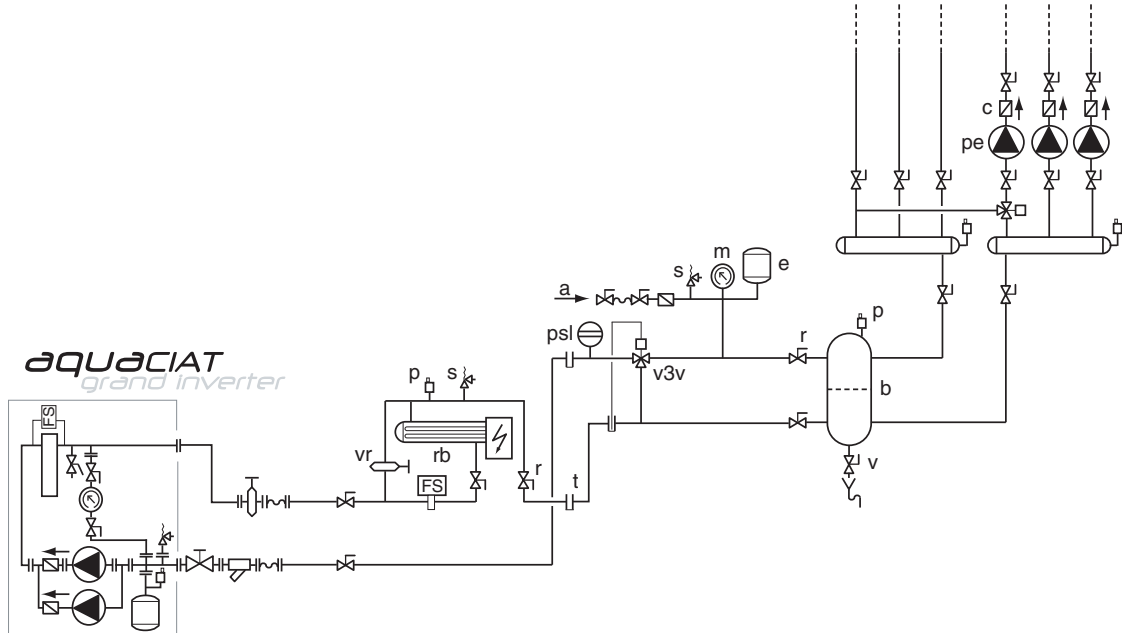 c
pe
m
s
e
a
psl
r
p
v3v
b
aquaCIAT
grand inverter
p
s
FS
vr
rb
r
v
FS
t